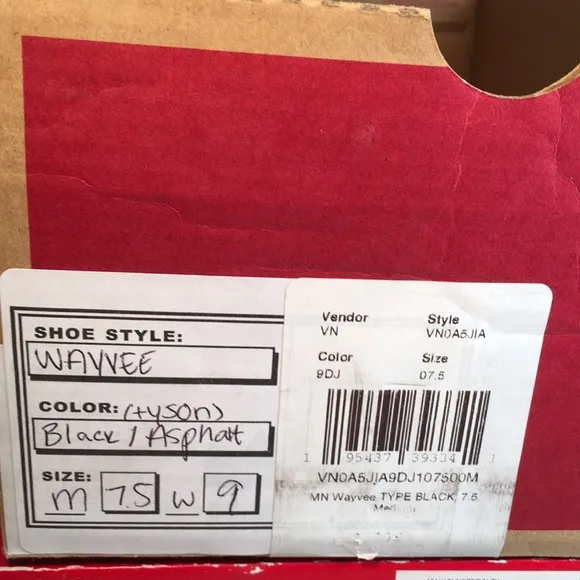 SHOE STYLE:
WAYVEE
COLOR: (tyson)
Black / Asphalt
SIZE:
m 7.5 w 9
Vendor Style
VN VN0A5JIA
Color Size
9DJ 07.5
1 95437 39334 1
VN0A5JIA9DJ107500M
MN Wayvee TYPE BLACK 7.5
Medium